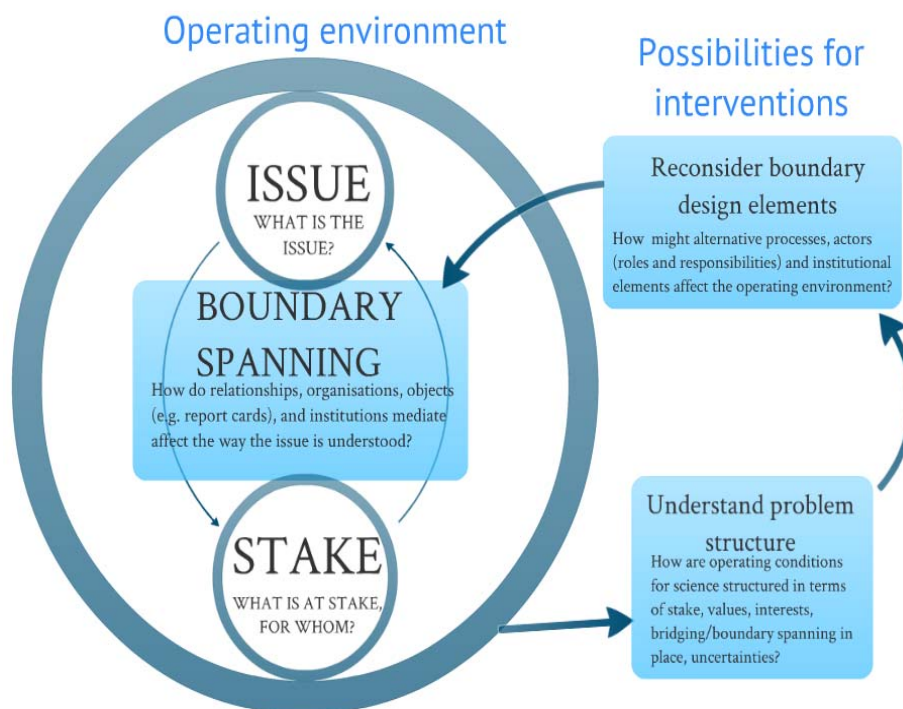 Operating environment
ISSUE
WHAT IS THE
ISSUE?
BOUNDARY
SPANNING
How do relationships, organisations, objects
(e.g. report cards), and institutions mediate
affect the way the issue is understood?
STAKE
WHAT IS AT STAKE,
FOR WHOM?
Possibilities for
interventions
Reconsider boundary
design elements
How might alternative processes, actors
(roles and responsibilities) and institutional
elements affect the operating environment?
Understand problem
structure
How are operating conditions
for science structured in terms
of stake, values, interests,
bridging/boundary spanning in
place, uncertainties?